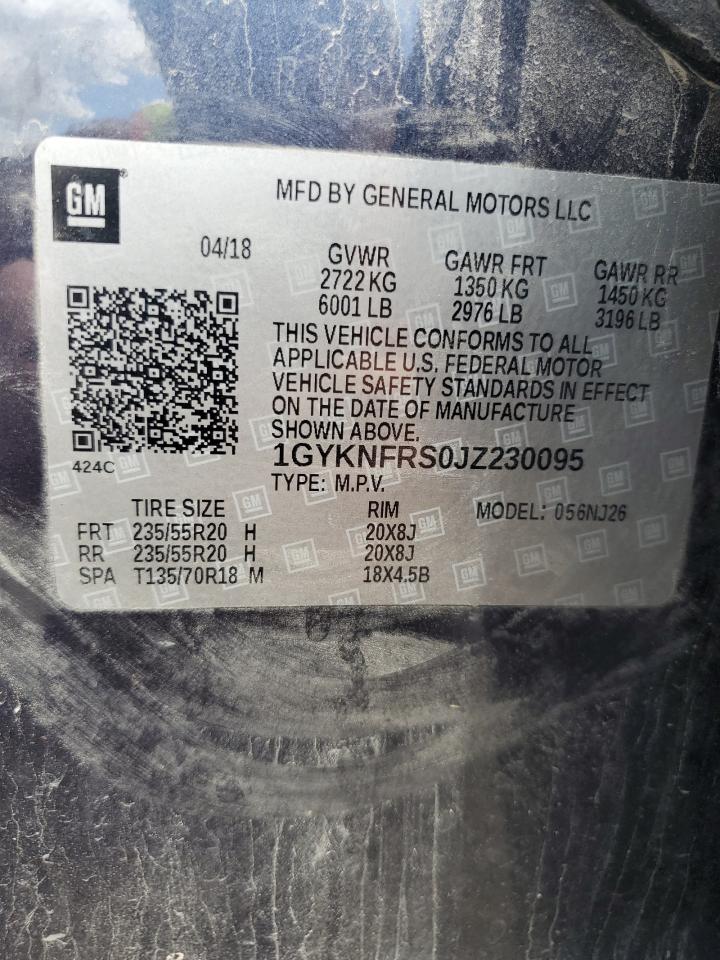 GM
MFD BY GENERAL MOTORS LLC
04/18
GVWR GAWR FRT GAWR RR
2722 KG 1350 KG 1450 KG
6001 LB 2976 LB 3196 LB
THIS VEHICLE CONFORMS TO ALL
APPLICABLE U.S. FEDERAL MOTOR
VEHICLE SAFETY STANDARDS IN EFFECT
ON THE DATE OF MANUFACTURE
SHOWN ABOVE.
424C
1GYKNFRS0JZ230095
TYPE: M.P.V.
TIRE SIZE RIM MODEL: 056NJ26
FRT 235/55R20 H 20X8J
RR 235/55R20 H 20X8J
SPA T135/70R18 M 18X4.5B